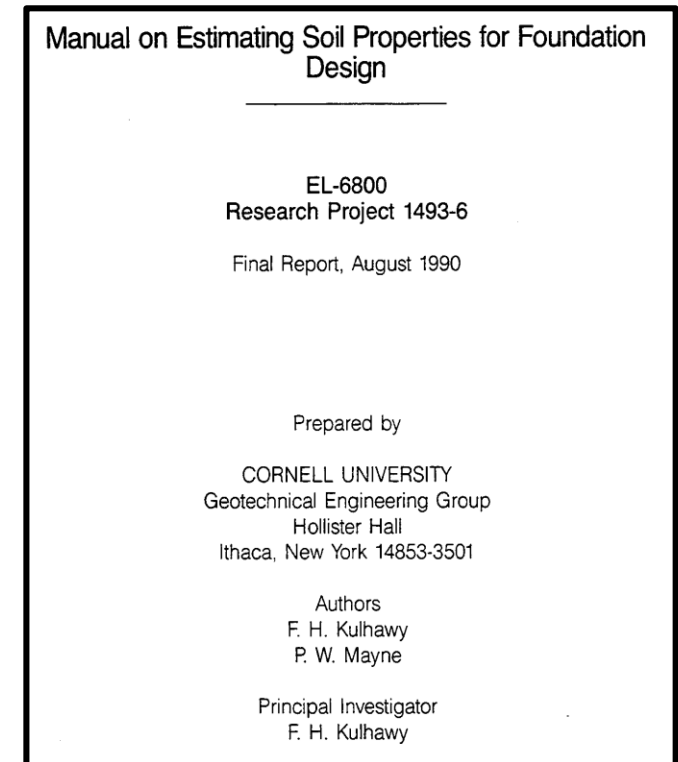 Manual on Estimating Soil Properties for Foundation
Design
EL-6800
Research Project 1493-6
Final Report, August 1990
Prepared by
CORNELL UNIVERSITY
Geotechnical Engineering Group
Hollister Hall
Ithaca, New York 14853-3501
Authors
F. H. Kulhawy
P. W. Mayne
Principal Investigator
F. H. Kulhawy